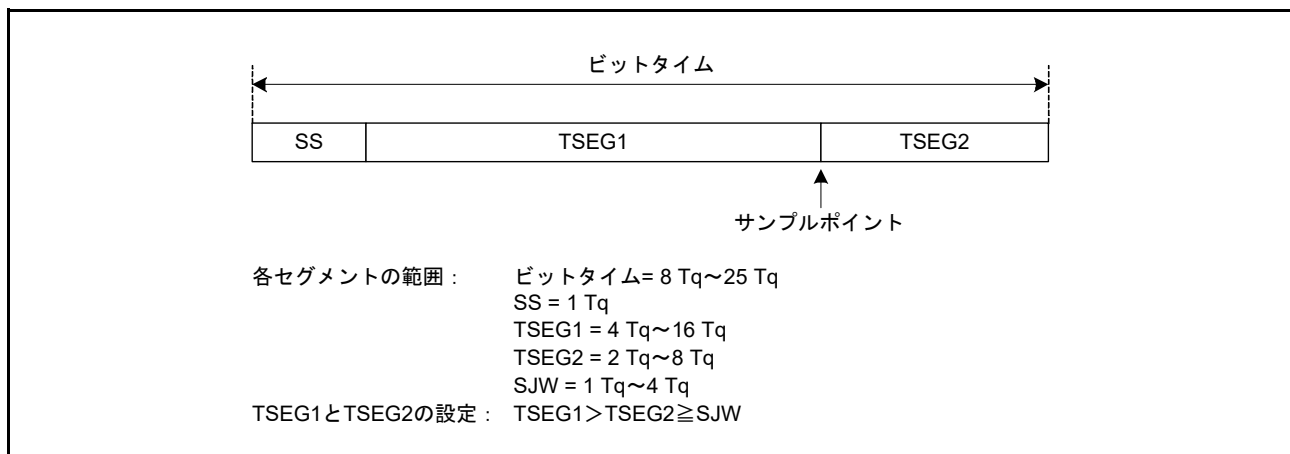 ビットタイム
SS TSEG1 TSEG2
サンプルポイント
各セグメントの範囲： ビットタイム= 8 Tq～25 Tq
SS = 1 Tq
TSEG1 = 4 Tq～16 Tq
TSEG2 = 2 Tq～8 Tq
SJW = 1 Tq～4 Tq
TSEG1とTSEG2の設定： TSEG1＞TSEG2≧SJW